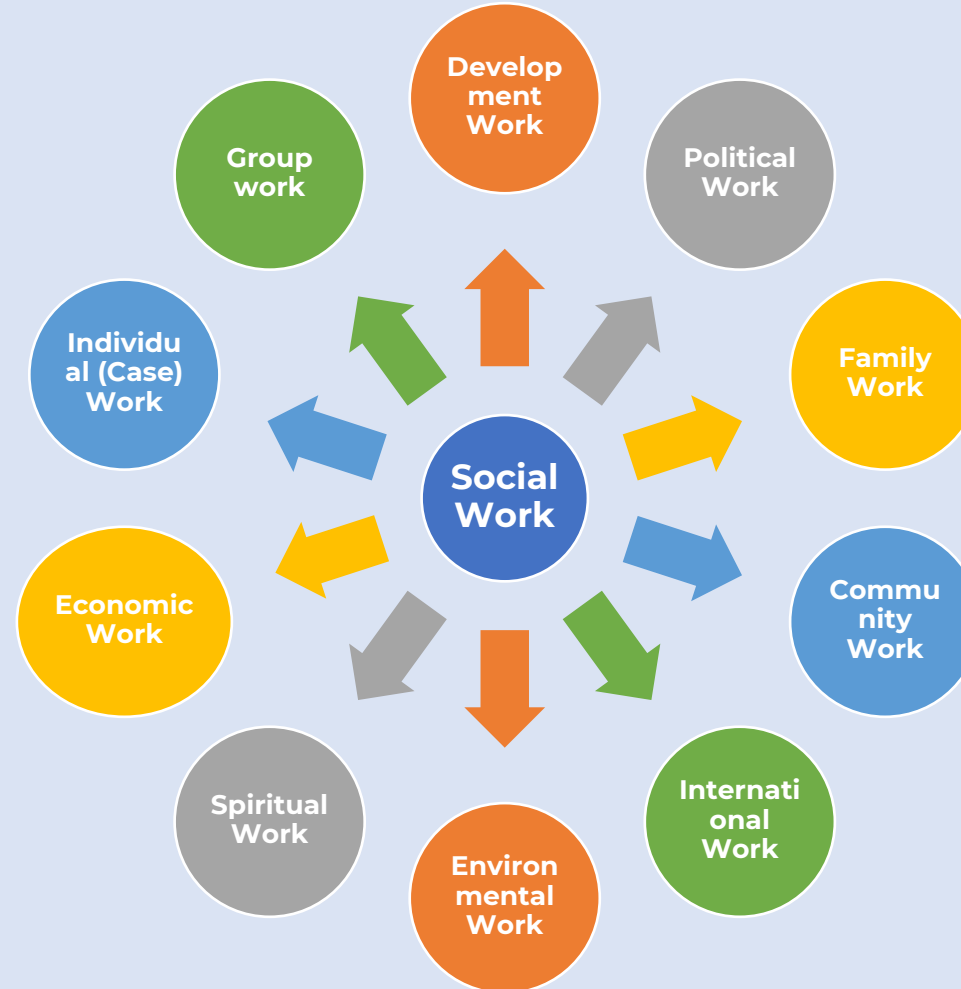 Develop
ment
Work
Political
Work
Family
Work
Commu
nity
Work
Internati
onal
Work
Environ
mental
Work
Spiritual
Work
Economic
Work
Individu
al (Case)
Work
Group
work
Social
Work